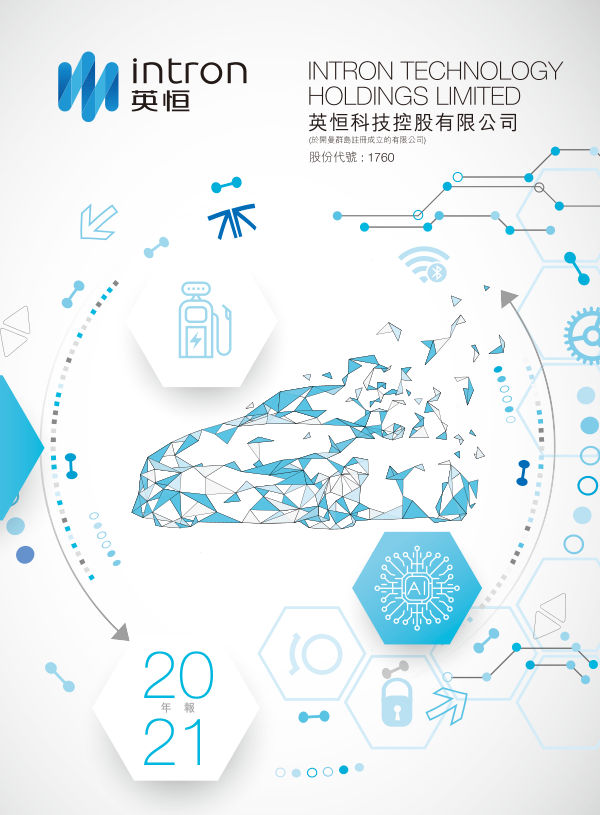 intron
英恒
INTRON TECHNOLOGY
HOLDINGS LIMITED
英恒科技控股有限公司
(於開曼群島註冊成立的有限公司)
股份代號 : 1760
AI
20
年 報
21